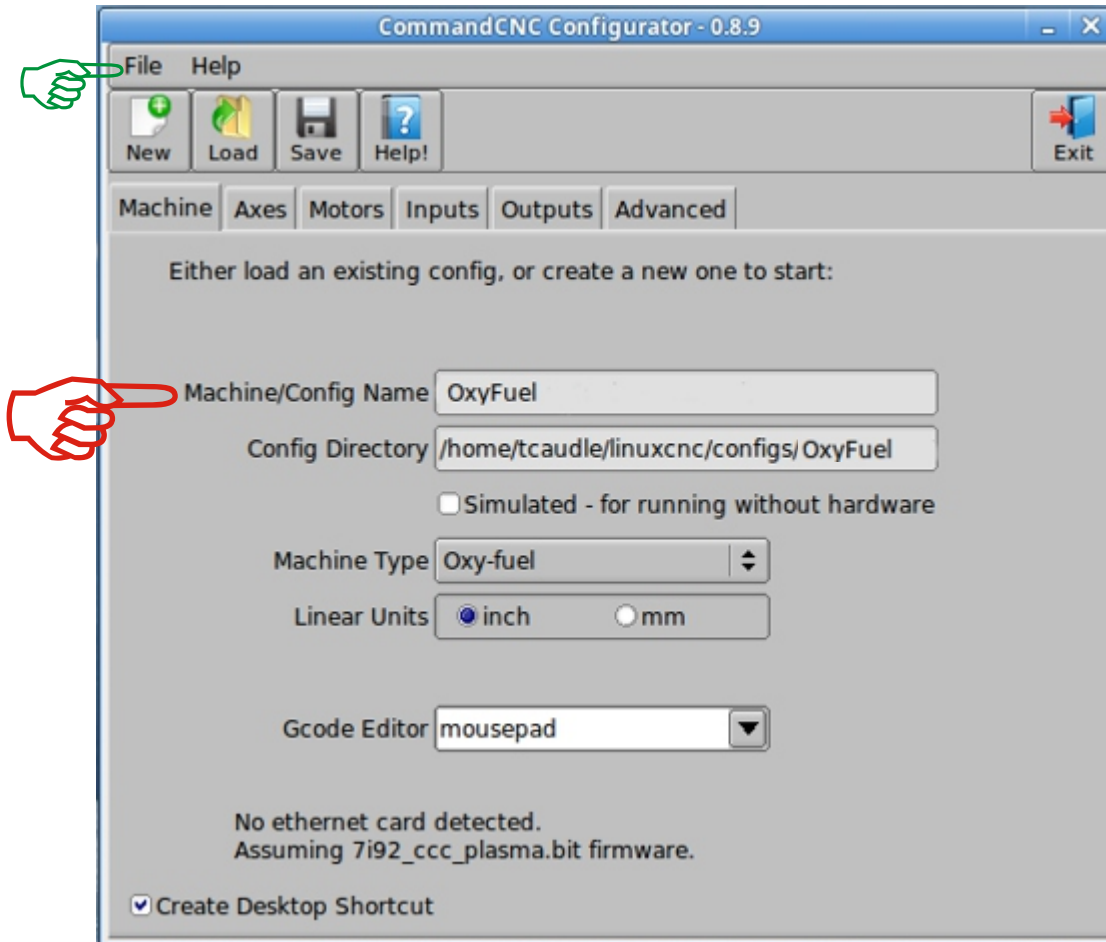 CommandCNC Configurator - 0.8.9
File Help
New Load Save Help! Exit
Machine Axes Motors Inputs Outputs Advanced
Either load an existing config, or create a new one to start:
Machine/Config Name OxyFuel
Config Directory /home/tcaudle/linuxcnc/configs/OxyFuel
Simulated - for running without hardware
Machine Type Oxy-fuel
Linear Units inch mm
Gcode Editor mousepad
No ethernet card detected.
Assuming 7i92_ccc_plasma.bit firmware.
Create Desktop Shortcut